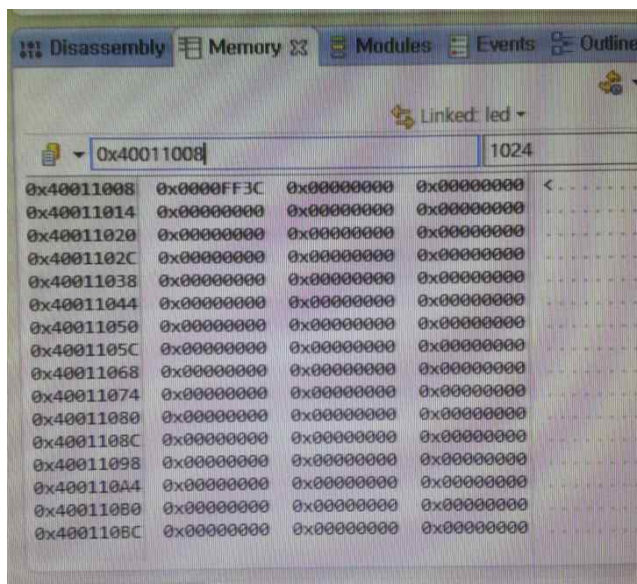 Disassembly Memory Modules Events Outline
Linked: led
0x40011008 1024
0x40011008 0x0000FF3C 0x00000000 0x00000000 <.......
0x40011014 0x00000000 0x00000000 0x00000000 .......
0x40011020 0x00000000 0x00000000 0x00000000 .......
0x4001102C 0x00000000 0x00000000 0x00000000 .......
0x40011038 0x00000000 0x00000000 0x00000000 .......
0x40011044 0x00000000 0x00000000 0x00000000 .......
0x40011050 0x00000000 0x00000000 0x00000000 .......
0x4001105C 0x00000000 0x00000000 0x00000000 .......
0x40011068 0x00000000 0x00000000 0x00000000 .......
0x40011074 0x00000000 0x00000000 0x00000000 .......
0x40011080 0x00000000 0x00000000 0x00000000 .......
0x4001108C 0x00000000 0x00000000 0x00000000 .......
0x40011098 0x00000000 0x00000000 0x00000000 .......
0x400110A4 0x00000000 0x00000000 0x00000000 .......
0x400110B0 0x00000000 0x00000000 0x00000000 .......
0x400110BC 0x00000000 0x00000000 0x00000000 .......